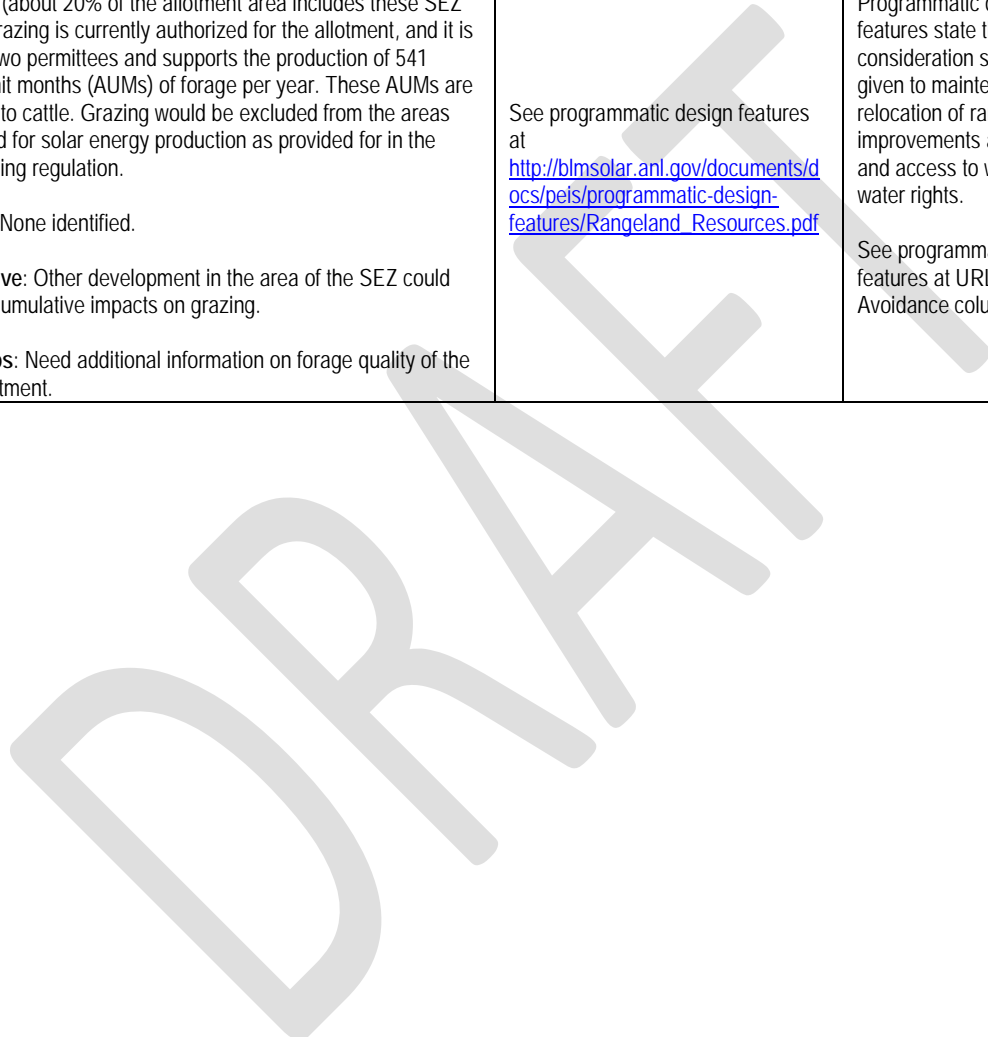 (about 20% of the allotment area includes these SEZ
razing is currently authorized for the allotment, and it is
wo permittees and supports the production of 541
it months (AUMs) of forage per year. These AUMs are
to cattle. Grazing would be excluded from the areas
d for solar energy production as provided for in the
ing regulation.
None identified.
ve: Other development in the area of the SEZ could
umulative impacts on grazing.
s: Need additional information on forage quality of the
tment.
See programmatic design features
at
http://blmsolar.anl.gov/documents/d
ocs/peis/programmatic-design-
features/Rangeland_Resources.pdf
Programmatic
features state t
consideration s
given to mainte
relocation of ra
improvements a
and access to
water rights.
See programm
features at UR
Avoidance colu
DRAFT